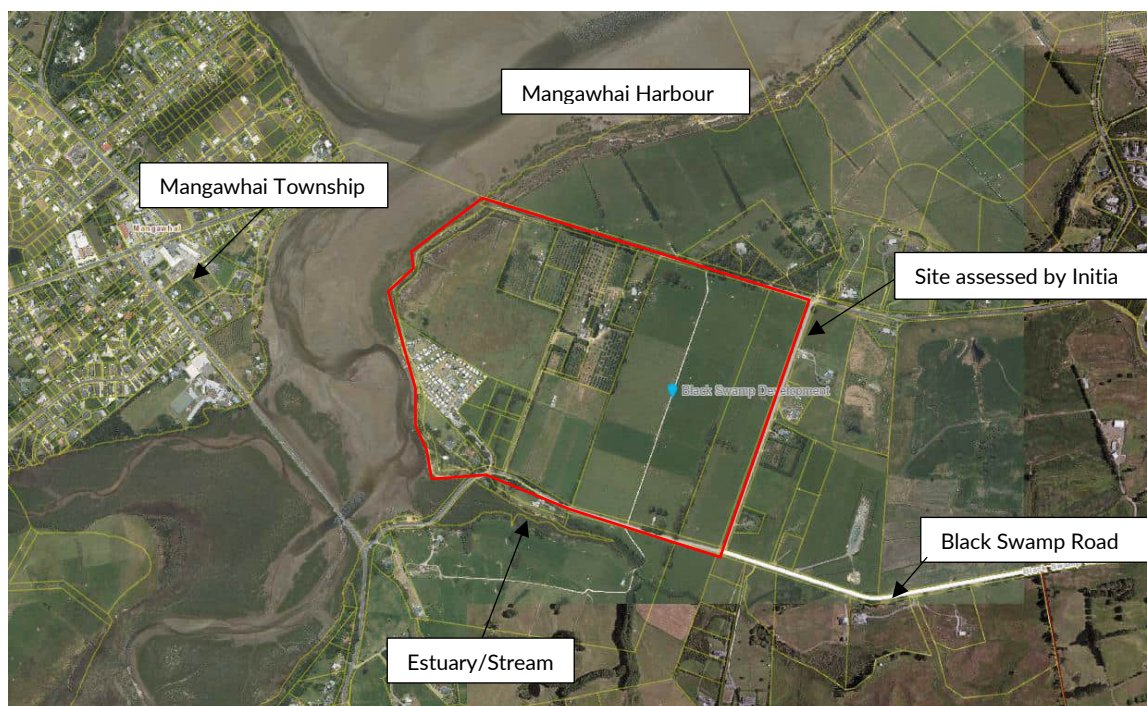 Mangawhai Harbour
Mangawhai Township
Mangawhai
Site assessed by Initia
Black Swamp Development
Black Swamp Road
Estuary/Stream